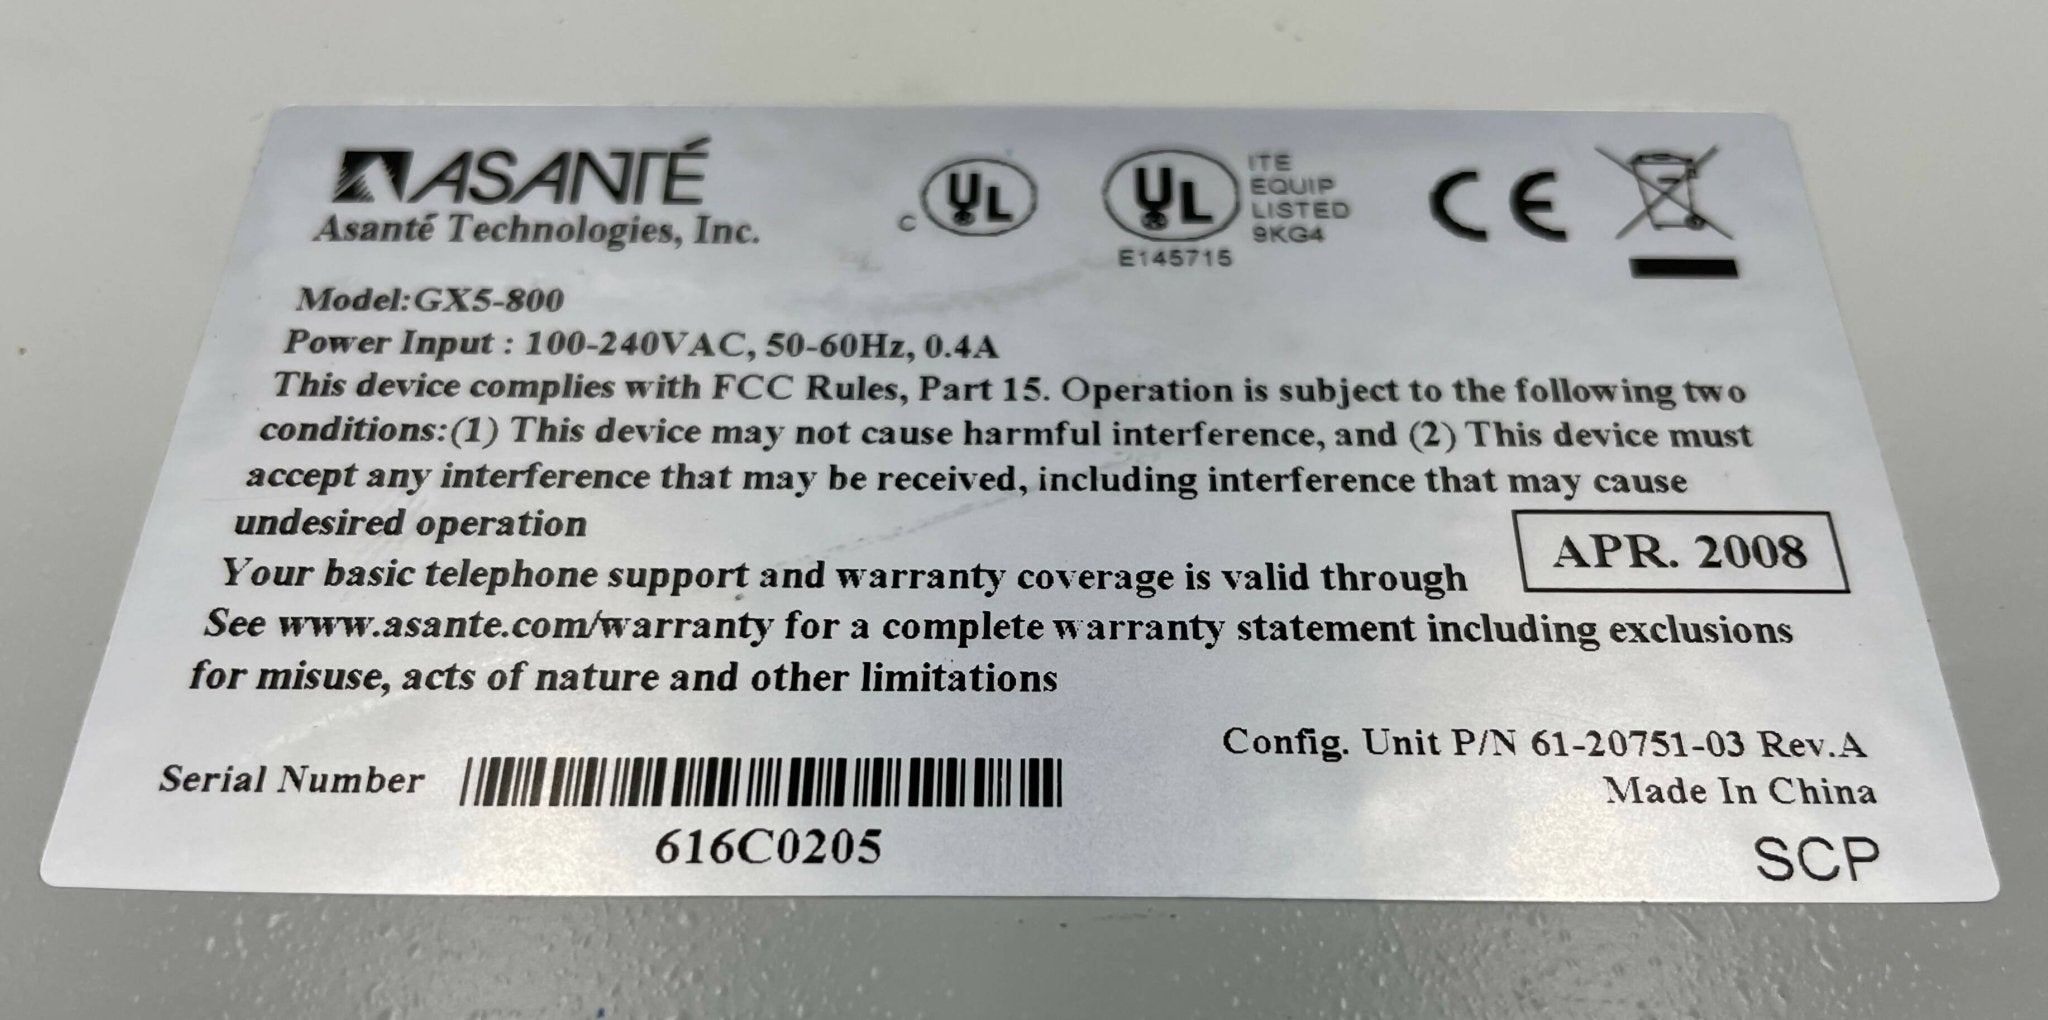 ASANTÉ
Asanté Technologies, Inc.
C UL
UL
ITE
EQUIP
LISTED
9KG4
E145715
CE
Model:GX5-800
Power Input : 100-240VAC, 50-60Hz, 0.4A
This device complies with FCC Rules, Part 15. Operation is subject to the following two
conditions:(1) This device may not cause harmful interference, and (2) This device must
accept any interference that may be received, including interference that may cause
undesired operation
Your basic telephone support and warranty coverage is valid through APR. 2008
See www.asante.com/warranty for a complete warranty statement including exclusions
for misuse, acts of nature and other limitations
Config. Unit P/N 61-20751-03 Rev.A
Made In China
Serial Number
616C0205
SCP